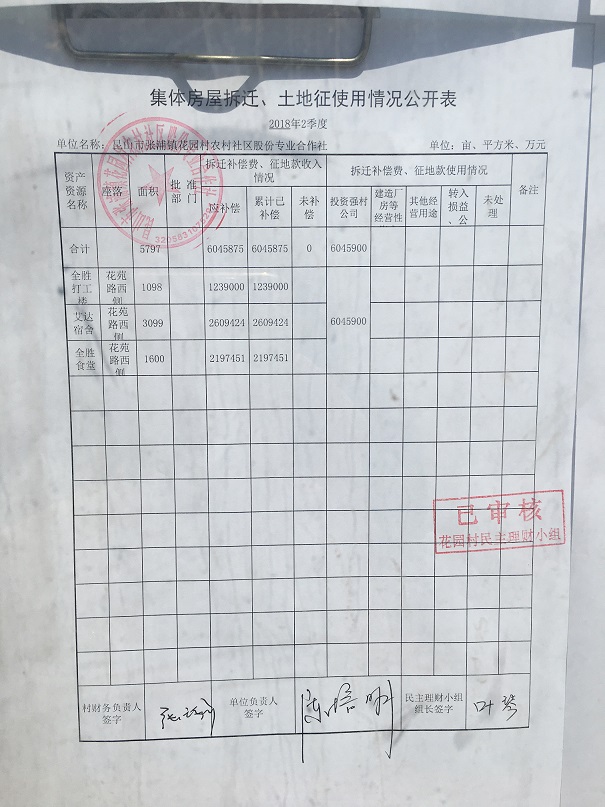 集体房屋拆迁、土地征使用情况公开表
2018年2季度
单位名称：昆山市张浦镇花园村农村社区股份专业合作社 单位：亩、平方米、万元
资产资源名称 座落 面积 批准部门 拆迁补偿费、征地款收入情况 拆迁补偿费、征地款使用情况 备注
应补偿 累计已补偿 未补偿 投资强村公司 建造厂房等经营性 其他经营用途 转入损益、公 未处理
合计 5797 6045875 6045875 0 6045900
全胜打工楼 花苑路西侧 1098 1239000 1239000 6045900
艾达宿舍 花苑路西侧 3099 2609424 2609424
全胜食堂 花苑路西侧 1600 2197451 2197451
已审核
花园村民主理财小组
村财务负责人签字 单位负责人签字 民主理财小组组长签字 叶琴